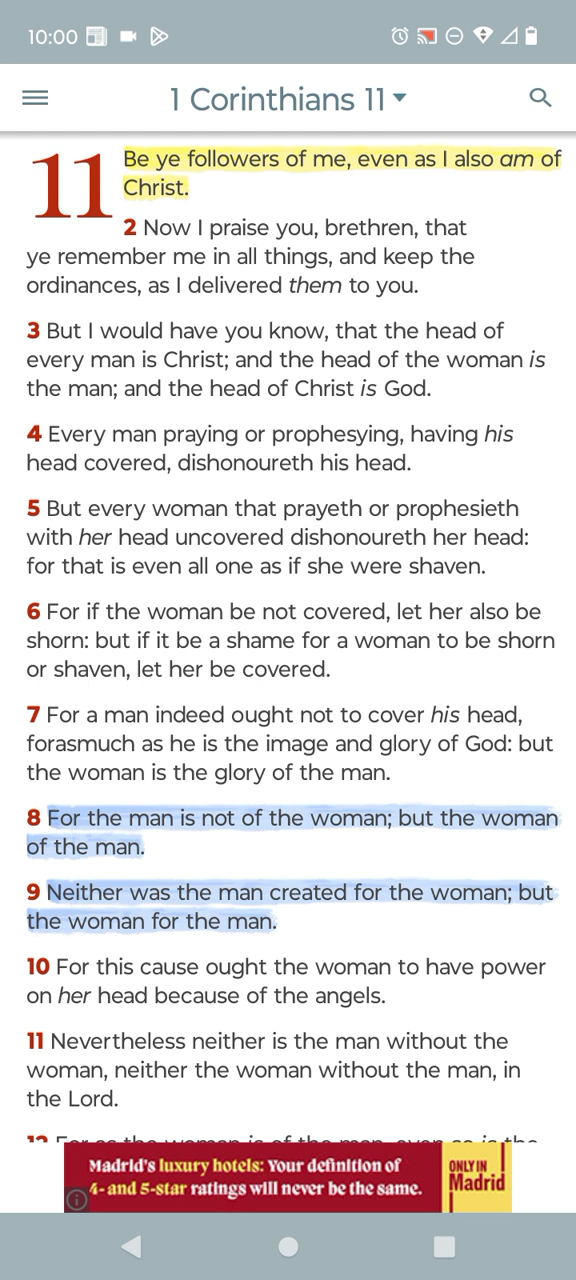 10:00
1 Corinthians 11
11 Be ye followers of me, even as I also am of
Christ.
2 Now I praise you, brethren, that
ye remember me in all things, and keep the
ordinances, as I delivered them to you.
3 But I would have you know, that the head of
every man is Christ; and the head of the woman is
the man; and the head of Christ is God.
4 Every man praying or prophesying, having his
head covered, dishonoureth his head.
5 But every woman that prayeth or prophesieth
with her head uncovered dishonoureth her head:
for that is even all one as if she were shaven.
6 For if the woman be not covered, let her also be
shorn: but if it be a shame for a woman to be shorn
or shaven, let her be covered.
7 For a man indeed ought not to cover his head,
forasmuch as he is the image and glory of God: but
the woman is the glory of the man.
8 For the man is not of the woman; but the woman
of the man.
9 Neither was the man created for the woman; but
the woman for the man.
10 For this cause ought the woman to have power
on her head because of the angels.
11 Nevertheless neither is the man without the
woman, neither the woman without the man, in
the Lord.
12 For as the woman is of the man, even so is the
Madrid's luxury hotels: Your definition of
4- and 5-star ratings will never be the same.
ONLY IN
Madrid